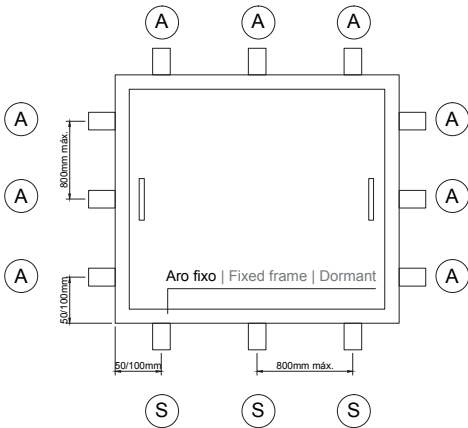 A A A
A A
800mm máx.
A A
Aro fixo | Fixed frame | Dormant
A A
50/100mm
50/100mm 800mm máx.
S S S